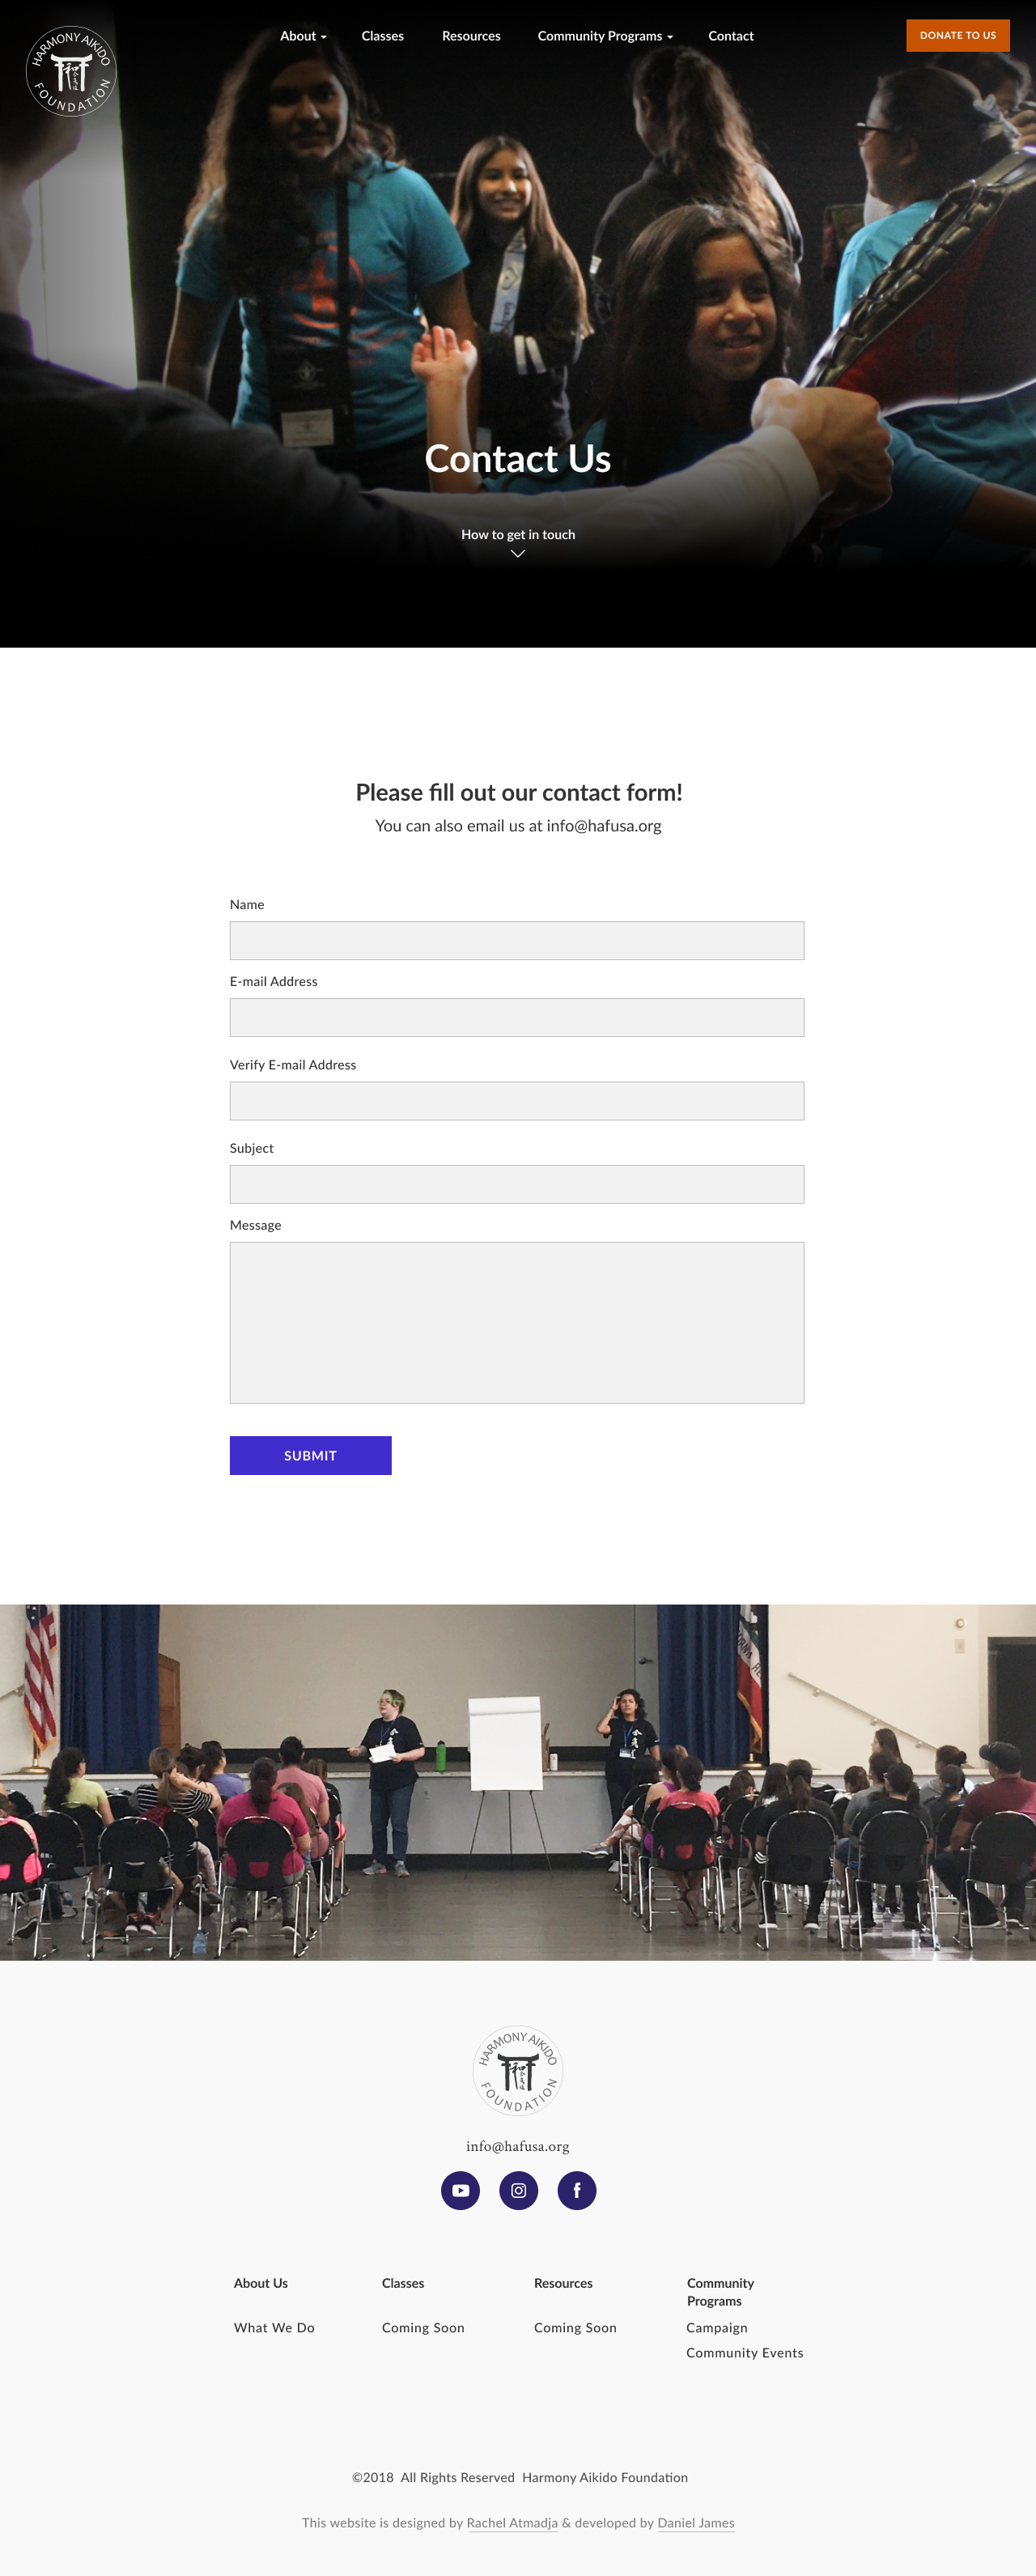 HARMONY AIKIDO
FOUNDATION
About
Classes
Resources
Community Programs
Contact
DONATE TO US
Contact Us
How to get in touch
Please fill out our contact form!
You can also email us at info@hafusa.org
Name
E-mail Address
Verify E-mail Address
Subject
Message
SUBMIT
HARMONY AIKIDO
FOUNDATION
info@hafusa.org
About Us
Classes
Resources
Community
Programs
What We Do
Coming Soon
Coming Soon
Campaign
Community Events
©2018 All Rights Reserved Harmony Aikido Foundation
This website is designed by Rachel Atmadja & developed by Daniel James